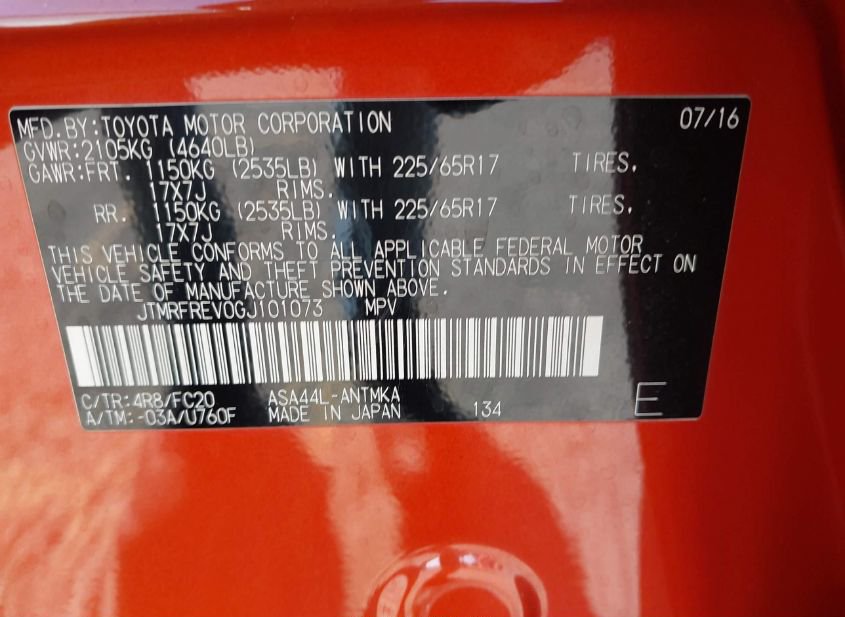 MFD.BY:TOYOTA MOTOR CORPORATION 07/16
GVWR:2105KG (4640LB)
GAWR:FRT. 1150KG (2535LB) WITH 225/65R17 TIRES,
17X7J RIMS.
RR. 1150KG (2535LB) WITH 225/65R17 TIRES,
17X7J RIMS.
THIS VEHICLE CONFORMS TO ALL APPLICABLE FEDERAL MOTOR
VEHICLE SAFETY AND THEFT PREVENTION STANDARDS IN EFFECT ON
THE DATE OF MANUFACTURE SHOWN ABOVE.
JTMRFREV0GJ101073 MPV
C/TR:4R8/FC20 ASA44L-ANTMKA
A/TM:-03A/U760F MADE IN JAPAN 134 E